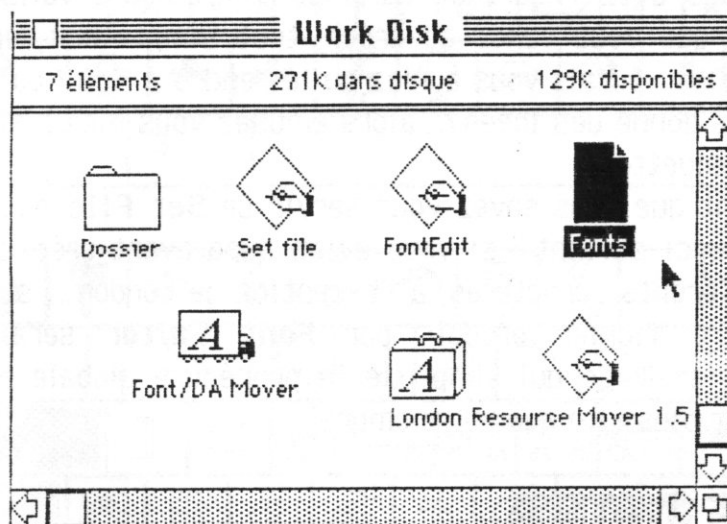 Work Disk
7 éléments 271K dans disque 129K disponibles
Dossier Set file FontEdit Fonts
Font/DA Mover
London Resource Mover 1.5